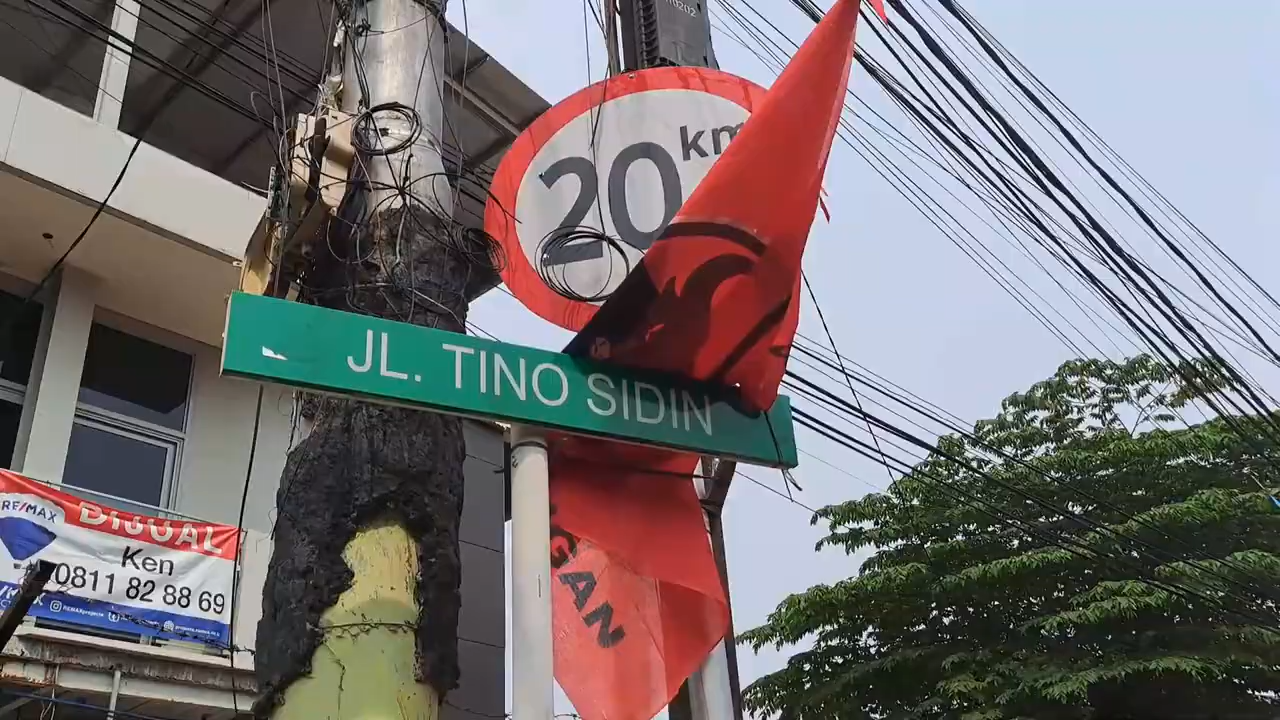 20 km
JL. TINO SIDIN
GAN
RE/MAX
DIJUAL
Ken
0811 82 88 69